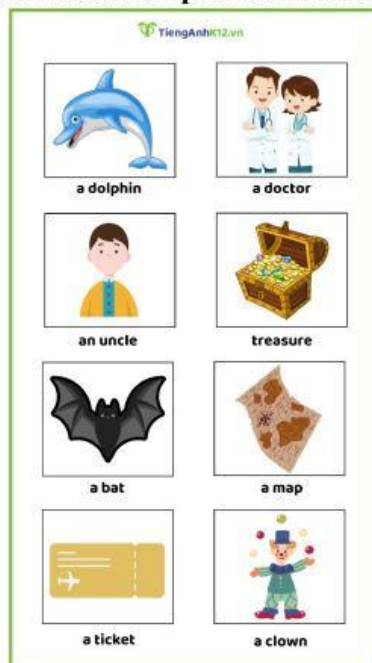 TiengAnhK12.vn
a dolphin
a doctor
an uncle
treasure
a bat
a map
a ticket
a clown